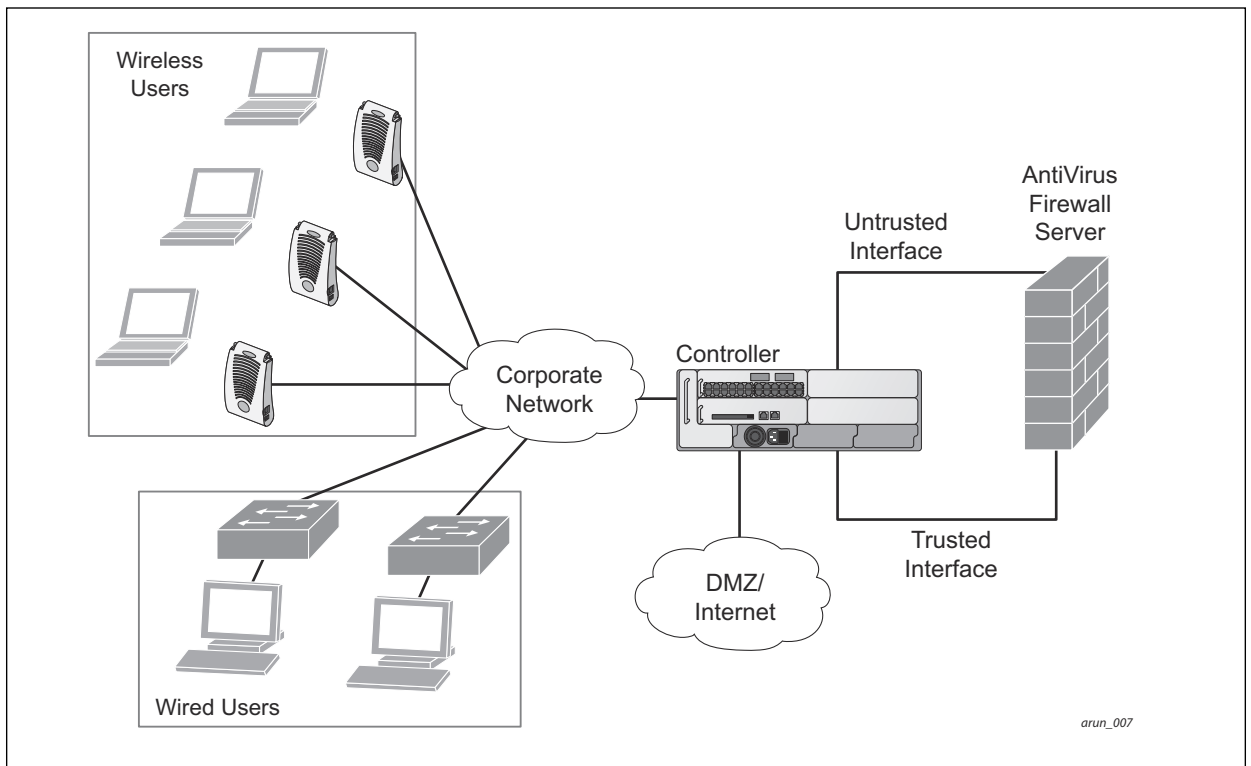 Wireless
Users
AntiVirus
Firewall
Server
Untrusted
Interface
Controller
Corporate
Network
Trusted
Interface
DMZ/
Internet
Wired Users
arun_007